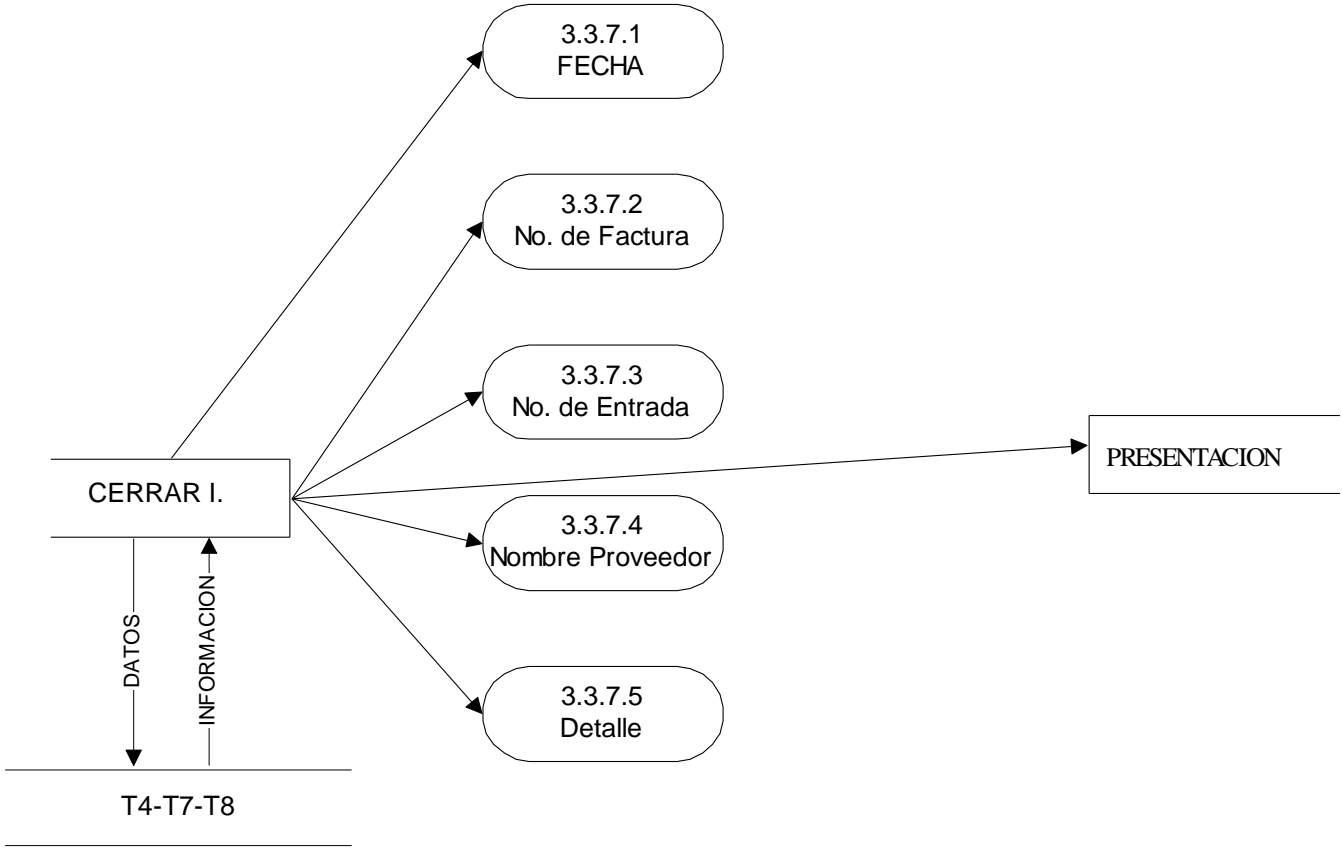 3.3.7.1
FECHA
3.3.7.2
No. de Factura
3.3.7.3
No. de Entrada
PRESENTACION
CERRAR I.
3.3.7.4
Nombre Proveedor
DATOS
INFORMACION
3.3.7.5
Detalle
T4-T7-T8